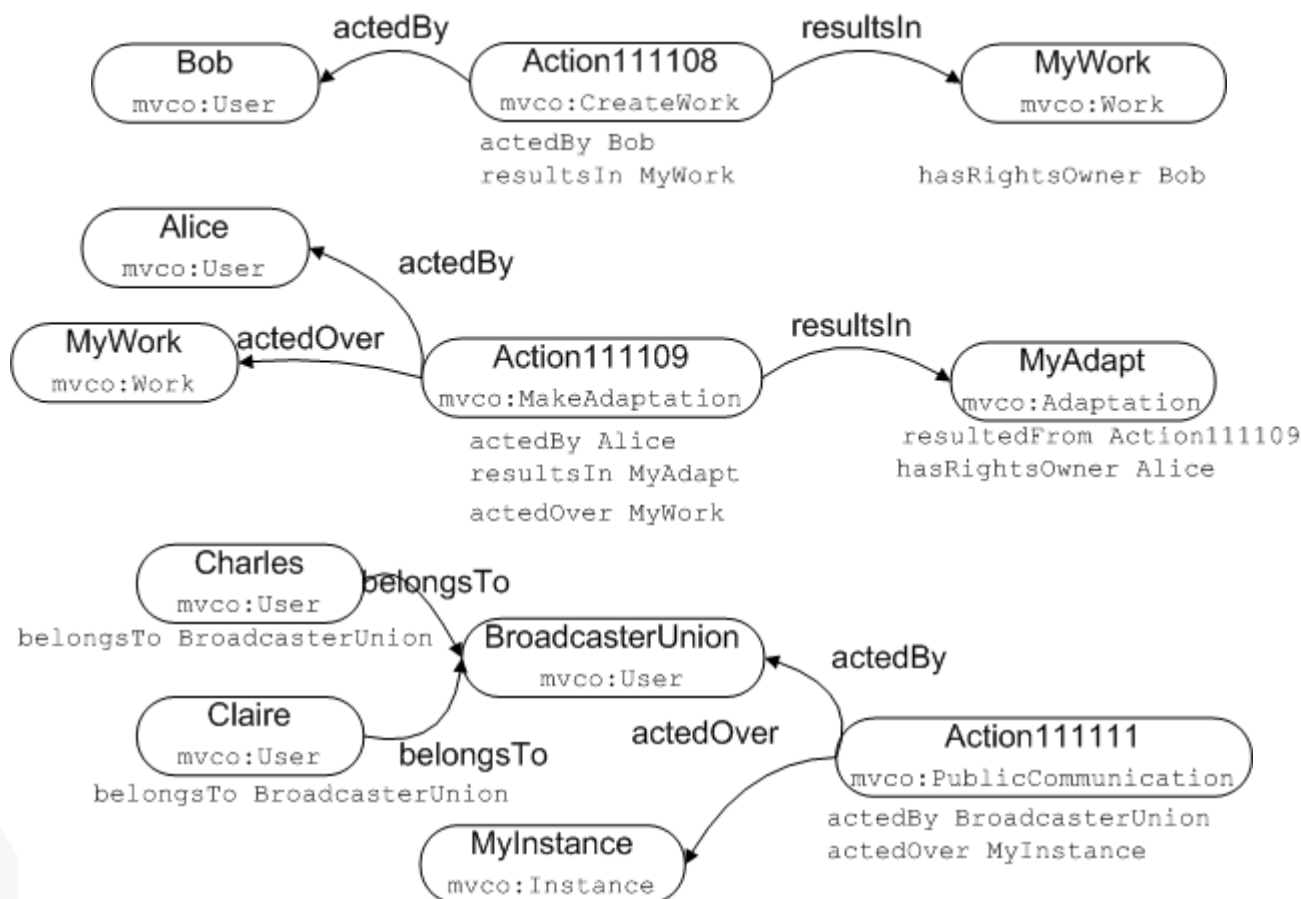 actedBy
resultsIn
Bob
mvco:User
Action111108
mvco:CreateWork
MyWork
mvco:Work
actedBy Bob
resultsIn MyWork
hasRightsOwner Bob
Alice
mvco:User
actedBy
MyWork
mvco:Work
actedOver
Action111109
mvco:MakeAdaptation
resultsIn
MyAdapt
mvco:Adaptation
actedBy Alice
resultsIn MyAdapt
actedOver MyWork
resultedFrom Action111109
hasRightsOwner Alice
Charles
mvco:User
belongsTo
belongsTo BroadcasterUnion
BroadcasterUnion
mvco:User
actedBy
Claire
mvco:User
belongsTo
belongsTo BroadcasterUnion
actedOver
Action111111
mvco:PublicCommunication
actedBy BroadcasterUnion
actedOver MyInstance
MyInstance
mvco:Instance